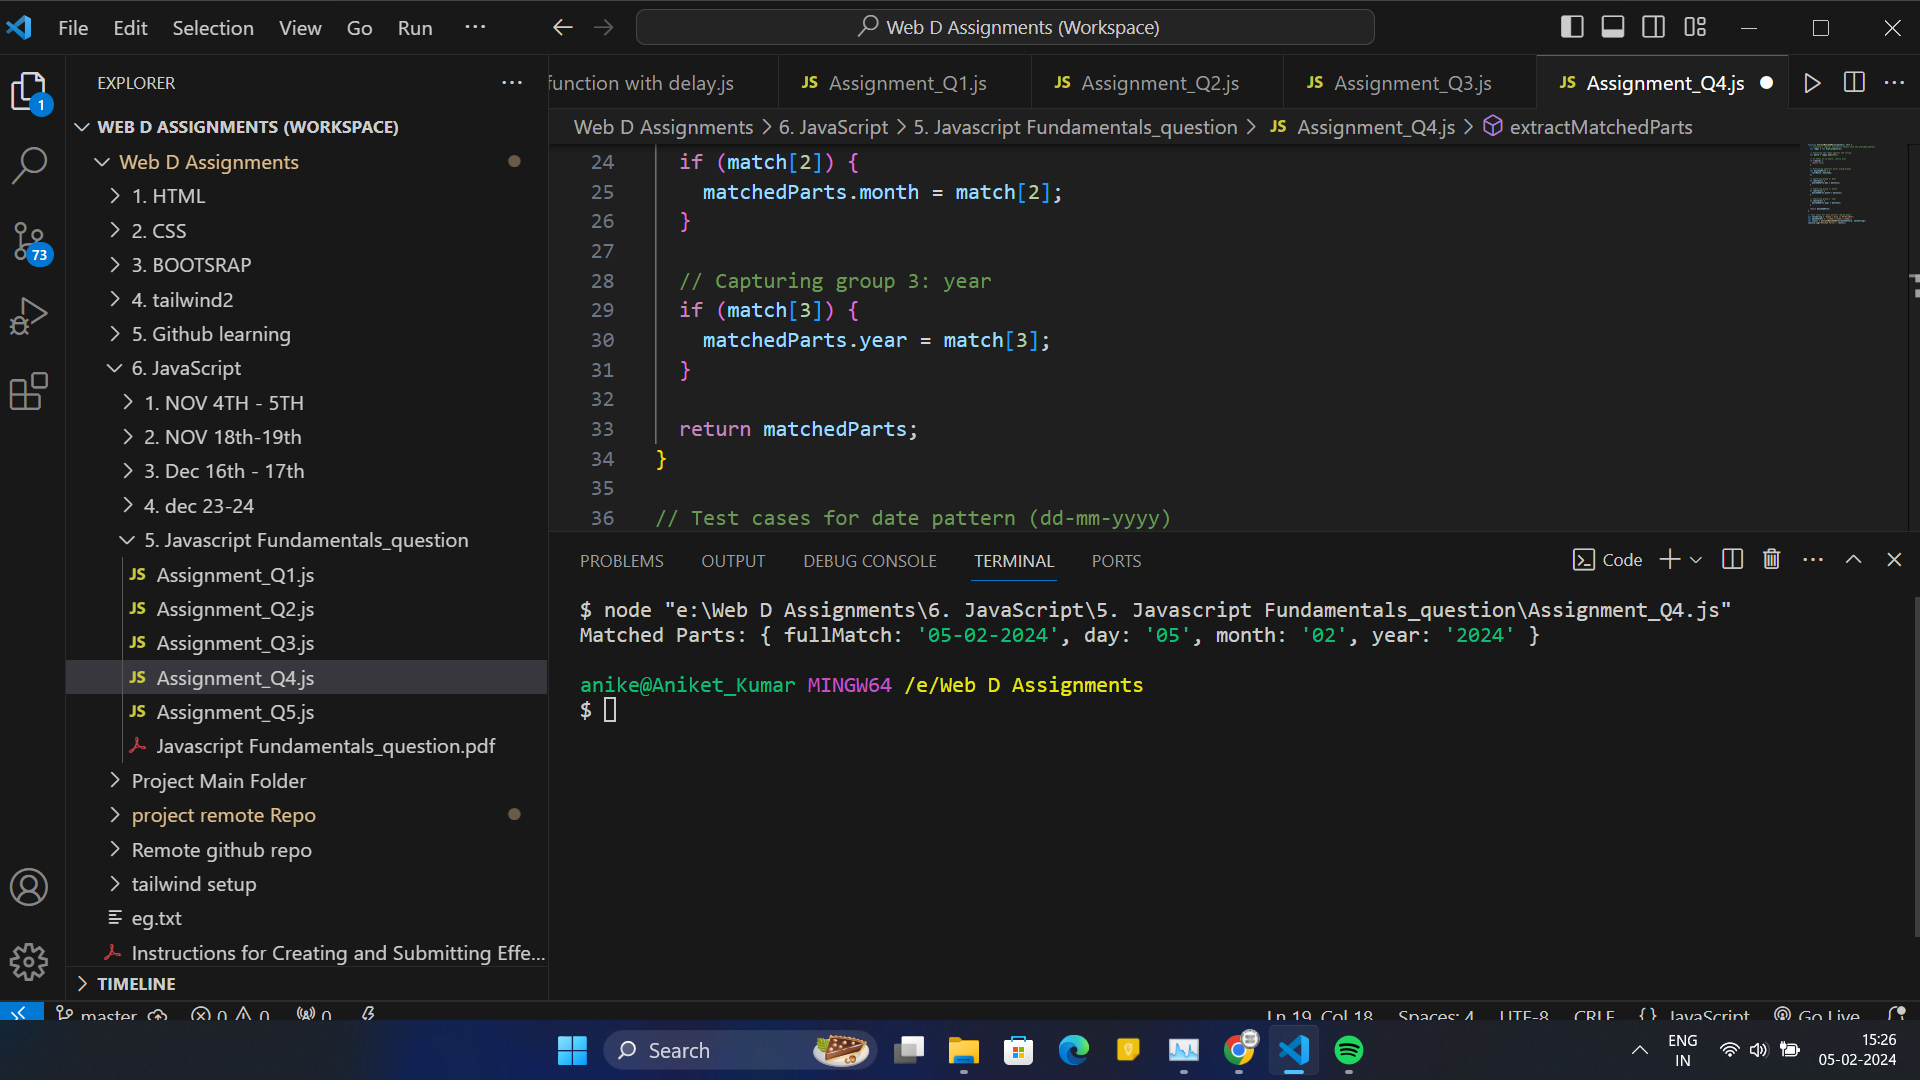 File Edit Selection View Go Run ···
Web D Assignments (Workspace)
EXPLORER
1
73
WEB D ASSIGNMENTS (WORKSPACE)
Web D Assignments
1. HTML
2. CSS
3. BOOTSRAP
4. tailwind2
5. Github learning
6. JavaScript
1. NOV 4TH - 5TH
2. NOV 18th-19th
3. Dec 16th - 17th
4. dec 23-24
5. Javascript Fundamentals_question
JS Assignment_Q1.js
JS Assignment_Q2.js
JS Assignment_Q3.js
JS Assignment_Q4.js
JS Assignment_Q5.js
Javascript Fundamentals_question.pdf
Project Main Folder
project remote Repo
Remote github repo
tailwind setup
eg.txt
Instructions for Creating and Submitting Effe...
TIMELINE
function with delay.js JS Assignment_Q1.js JS Assignment_Q2.js JS Assignment_Q3.js JS Assignment_Q4.js
Web D Assignments > 6. JavaScript > 5. Javascript Fundamentals_question > JS Assignment_Q4.js > extractMatchedParts
24 if (match[2]) {
25 matchedParts.month = match[2];
26 }
27
28 // Capturing group 3: year
29 if (match[3]) {
30 matchedParts.year = match[3];
31 }
32
33 return matchedParts;
34 }
35
36 // Test cases for date pattern (dd-mm-yyyy)
PROBLEMS OUTPUT DEBUG CONSOLE TERMINAL PORTS Code
$ node "e:\Web D Assignments\6. JavaScript\5. Javascript Fundamentals_question\Assignment_Q4.js"
Matched Parts: { fullMatch: '05-02-2024', day: '05', month: '02', year: '2024' }
anike@Aniket_Kumar MINGW64 /e/Web D Assignments
$
master 0 0 0 Ln 19, Col 18 Spaces: 4 UTF-8 CRLF {} JavaScript Go Live
Search
ENG
IN
15:26
05-02-2024